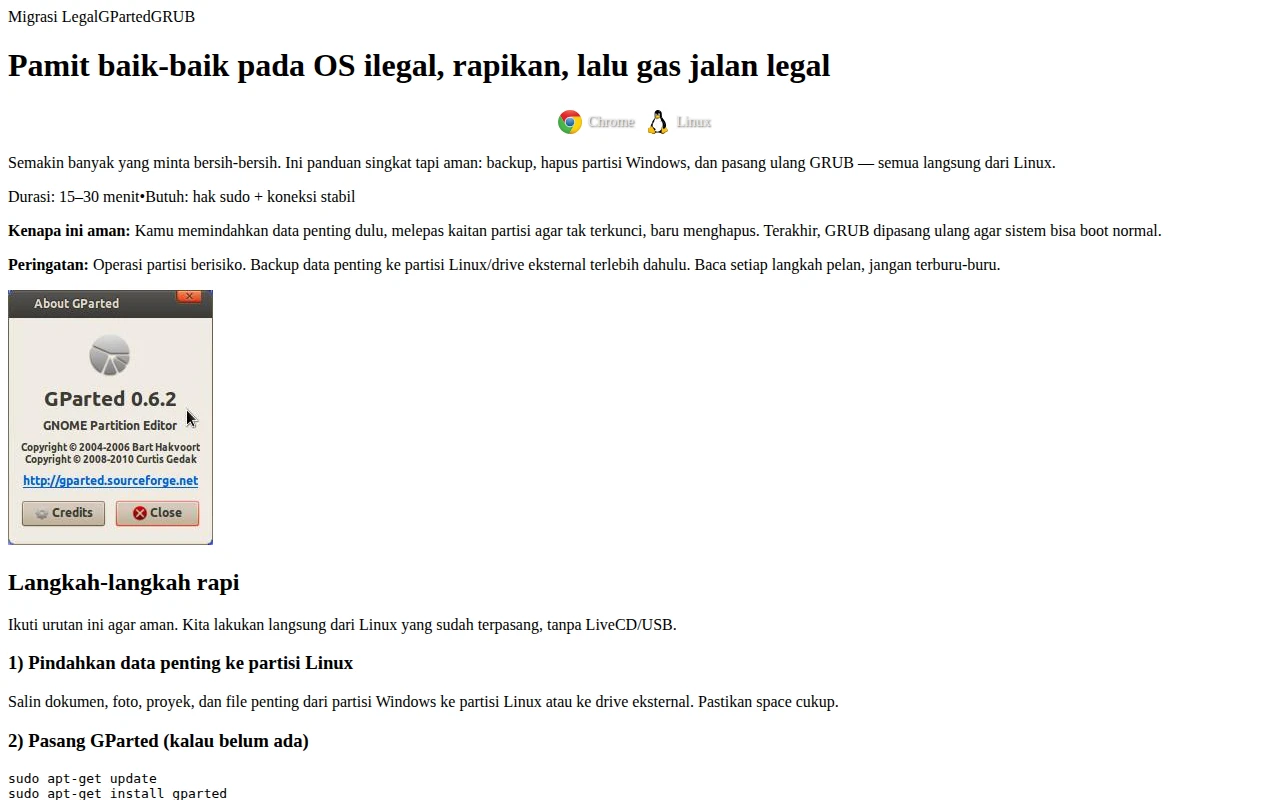 Migrasi LegalGPartedGRUB
Pamit baik-baik pada OS ilegal, rapikan, lalu gas jalan legal
Chrome Linux
Semakin banyak yang minta bersih-bersih. Ini panduan singkat tapi aman: backup, hapus partisi Windows, dan pasang ulang GRUB — semua langsung dari Linux.
Durasi: 15–30 menit•Butuh: hak sudo + koneksi stabil
Kenapa ini aman: Kamu memindahkan data penting dulu, melepas kaitan partisi agar tak terkunci, baru menghapus. Terakhir, GRUB dipasang ulang agar sistem bisa boot normal.
Peringatan: Operasi partisi berisiko. Backup data penting ke partisi Linux/drive eksternal terlebih dahulu. Baca setiap langkah pelan, jangan terburu-buru.
About GParted
GParted 0.6.2
GNOME Partition Editor
Copyright © 2004-2006 Bart Hakvoort
Copyright © 2008-2010 Curtis Gedak
http://gparted.sourceforge.net
Credits Close
Langkah-langkah rapi
Ikuti urutan ini agar aman. Kita lakukan langsung dari Linux yang sudah terpasang, tanpa LiveCD/USB.
1) Pindahkan data penting ke partisi Linux
Salin dokumen, foto, proyek, dan file penting dari partisi Windows ke partisi Linux atau ke drive eksternal. Pastikan space cukup.
2) Pasang GParted (kalau belum ada)
sudo apt-get update
sudo apt-get install gparted